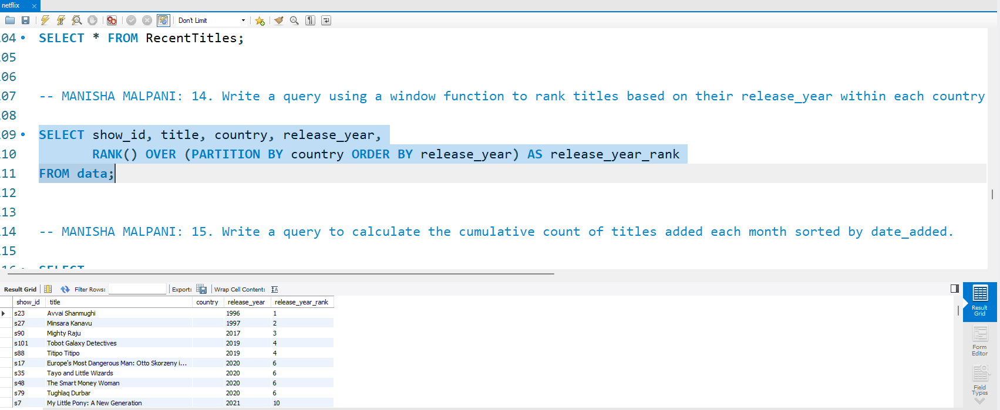 netflix
Don't Limit
04 SELECT * FROM RecentTitles;
05
06
07 -- MANISHA MALPANI: 14. Write a query using a window function to rank titles based on their release_year within each country
08
09 SELECT show_id, title, country, release_year,
10 RANK() OVER (PARTITION BY country ORDER BY release_year) AS release_year_rank
11 FROM data;
12
13
14 -- MANISHA MALPANI: 15. Write a query to calculate the cumulative count of titles added each month sorted by date_added.
15
16 SELECT
Result Grid Filter Rows: Export: Wrap Cell Content: IA
show_id title country release_year release_year_rank
s23 Avvai Shanmughi 1996 1
s27 Minsara Kanavu 1997 2
s90 Mighty Raju 2017 3
s101 Tobot Galaxy Detectives 2019 4
s88 Titipo Titipo 2019 4
s17 Europe's Most Dangerous Man: Otto Skorzeny i... 2020 6
s35 Tayo and Little Wizards 2020 6
s48 The Smart Money Woman 2020 6
s79 Tughlaq Durbar 2020 6
s7 My Little Pony: A New Generation 2021 10
Result
Grid
Form
Editor
Field
Types